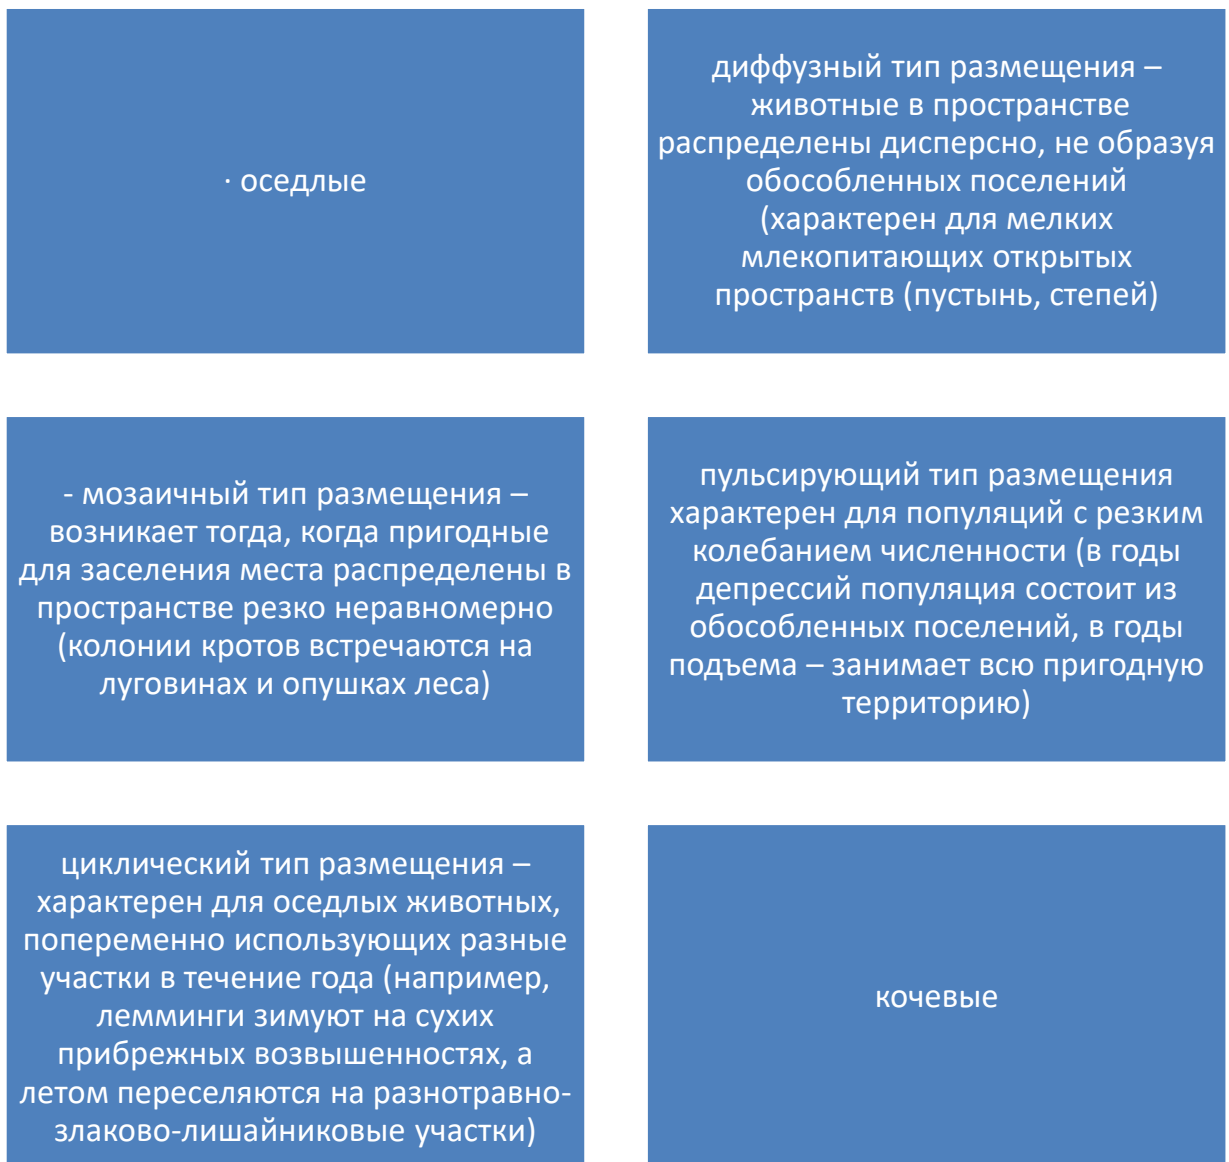 · оседлые
диффузный тип размещения –
животные в пространстве
распределены дисперсно, не образуя
обособленных поселений
(характерен для мелких
млекопитающих открытых
пространств (пустынь, степей)
- мозаичный тип размещения –
возникает тогда, когда пригодные
для заселения места распределены в
пространстве резко неравномерно
(колонии кротов встречаются на
луговинах и опушках леса)
пульсирующий тип размещения
характерен для популяций с резким
колебанием численности (в годы
депрессий популяция состоит из
обособленных поселений, в годы
подъема – занимает всю пригодную
территорию)
циклический тип размещения –
характерен для оседлых животных,
попеременно использующих разные
участки в течение года (например,
лемминги зимуют на сухих
прибрежных возвышенностях, а
летом переселяются на разнотравно-
злаково-лишайниковые участки)
кочевые